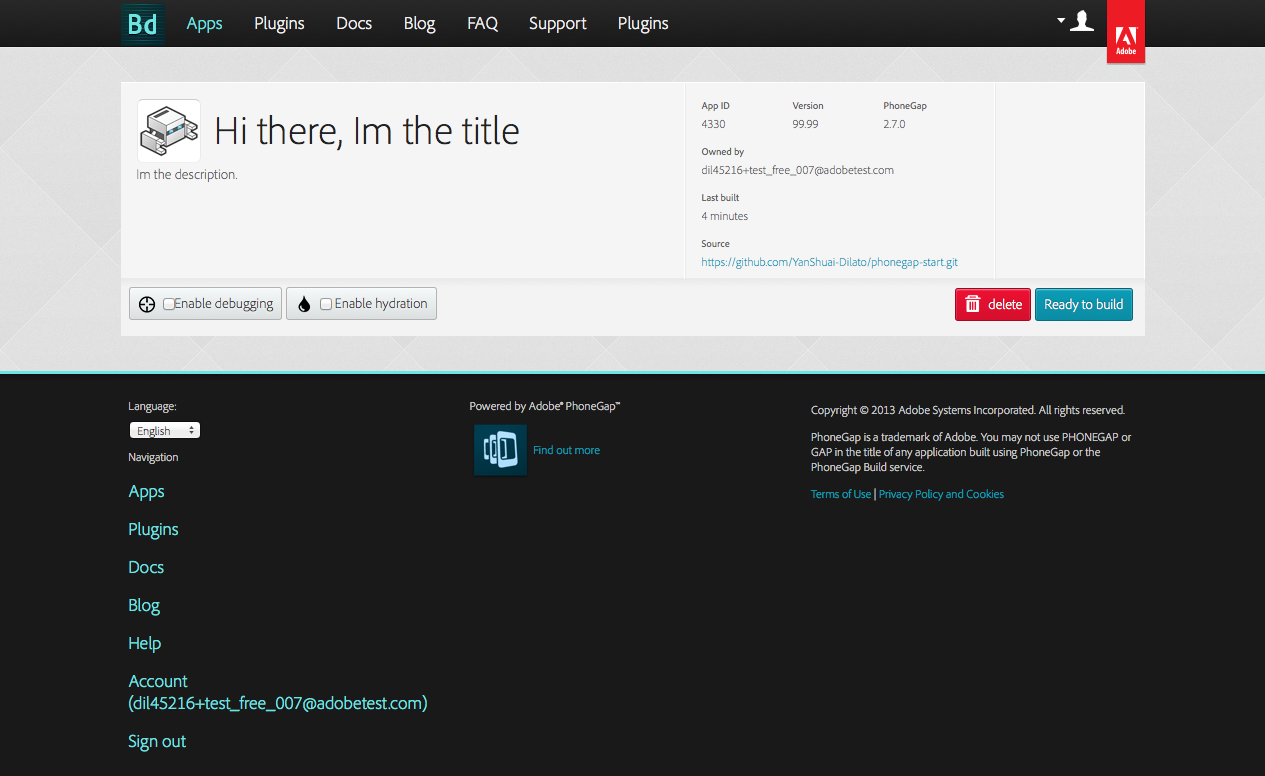 Bd Apps Plugins Docs Blog FAQ Support Plugins
Adobe
Hi there, Im the title
Im the description.
App ID Version PhoneGap
4330 99.99 2.7.0
Owned by
dil45216+test_free_007@adobetest.com
Last built
4 minutes
Source
https://github.com/YanShuai-Dilato/phonegap-start.git
Enable debugging Enable hydration delete Ready to build
Language:
English
Navigation
Apps
Plugins
Docs
Blog
Help
Account
(dil45216+test_free_007@adobetest.com)
Sign out
Powered by Adobe® PhoneGap™
Find out more
Copyright © 2013 Adobe Systems Incorporated. All rights reserved.
PhoneGap is a trademark of Adobe. You may not use PHONEGAP or
GAP in the title of any application built using PhoneGap or the
PhoneGap Build service.
Terms of Use | Privacy Policy and Cookies